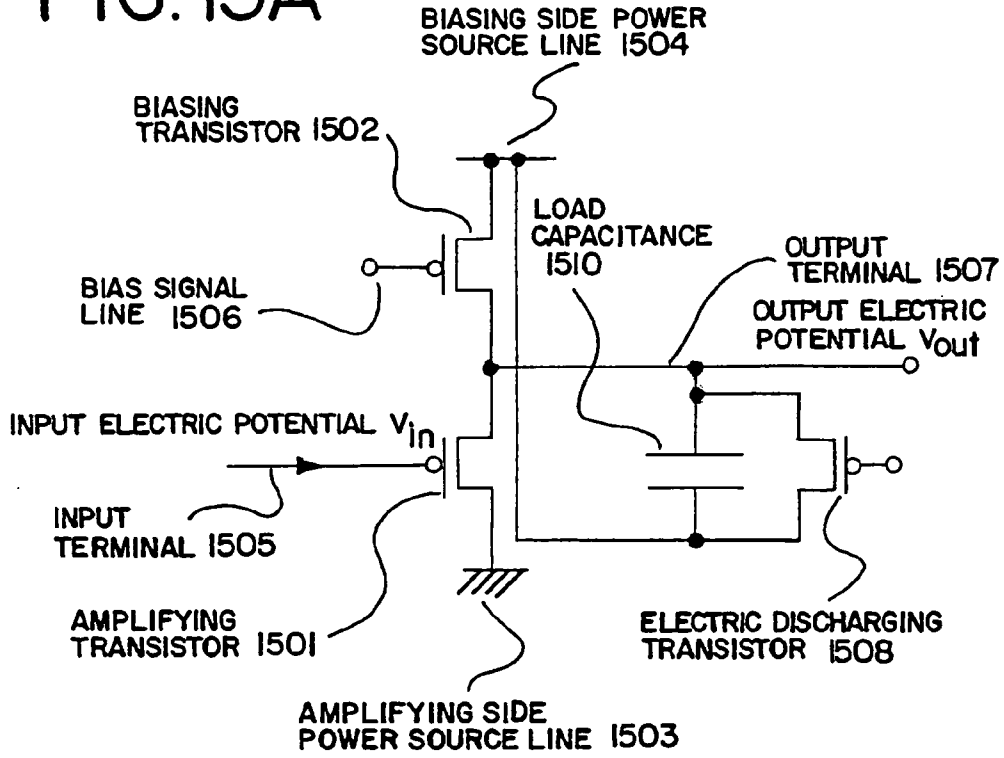 FIG. 15A
BIASING SIDE POWER
SOURCE LINE 1504
BIASING
TRANSISTOR 1502
LOAD
CAPACITANCE
1510
OUTPUT
TERMINAL 1507
BIAS SIGNAL
LINE 1506
OUTPUT ELECTRIC
POTENTIAL Vout
INPUT ELECTRIC POTENTIAL Vin
INPUT
TERMINAL 1505
AMPLIFYING
TRANSISTOR 1501
ELECTRIC DISCHARGING
TRANSISTOR 1508
AMPLIFYING SIDE
POWER SOURCE LINE 1503